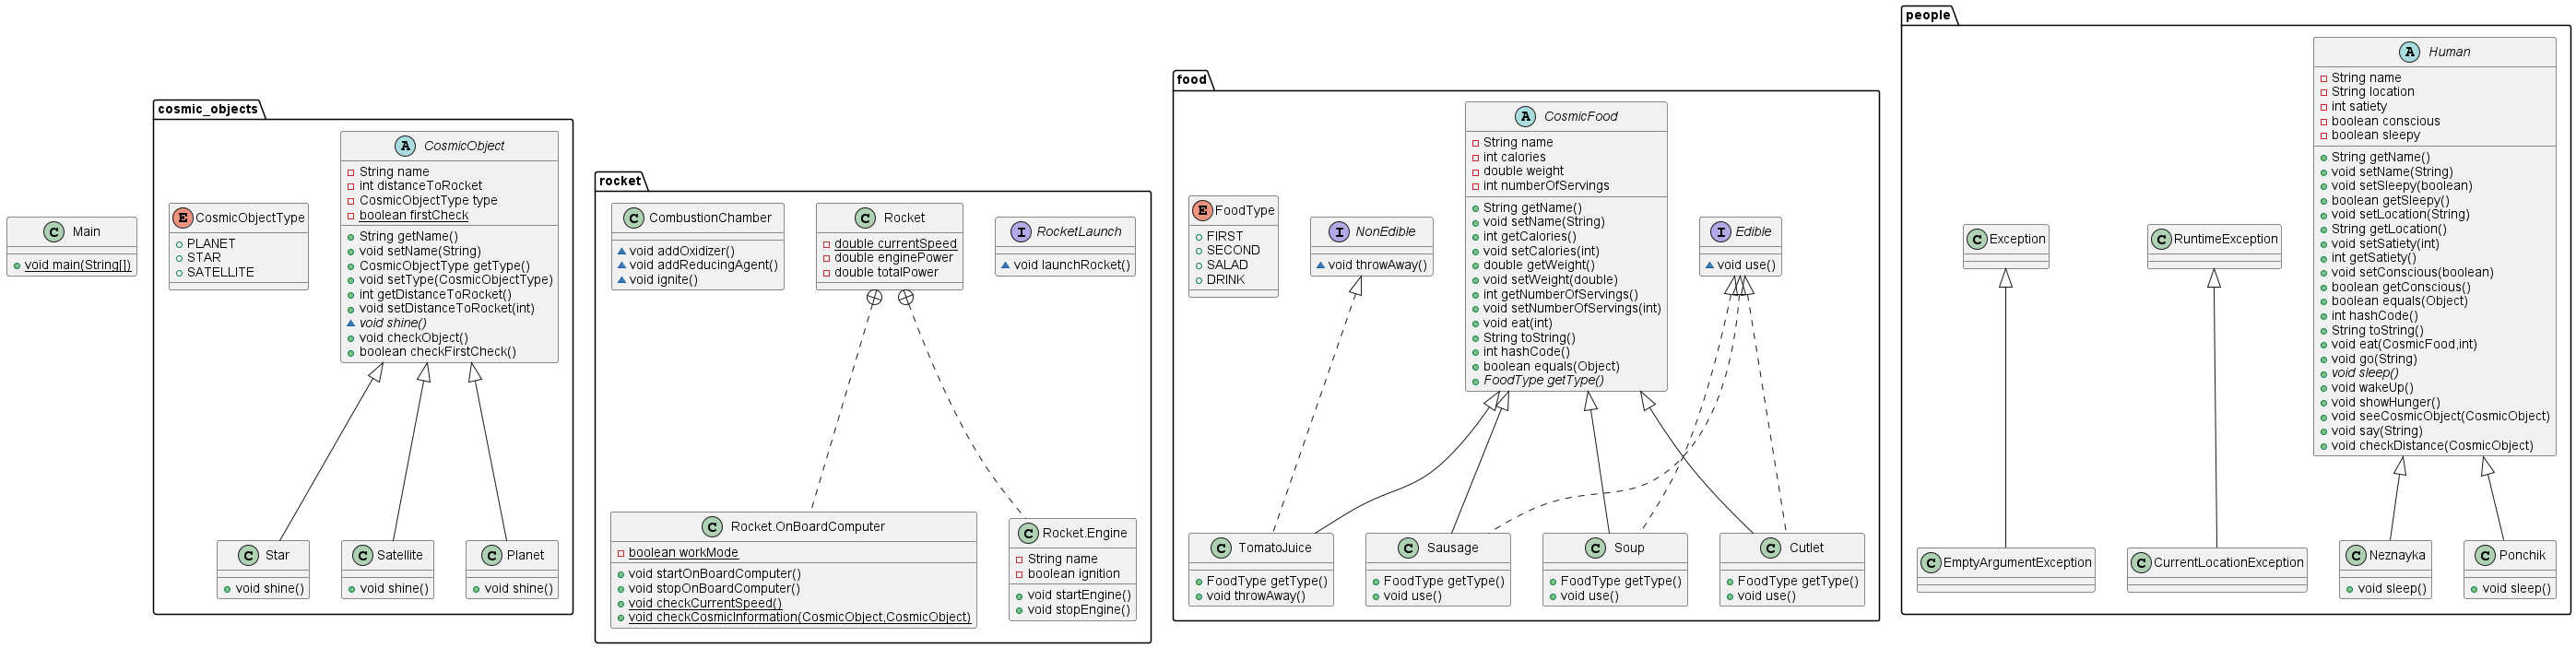 Main
void main(String[])
cosmic_objects
CosmicObjectType
PLANET
STAR
SATELLITE
CosmicObject
String name
int distanceToRocket
CosmicObjectType type
boolean firstCheck
String getName()
void setName(String)
CosmicObjectType getType()
void setType(CosmicObjectType)
int getDistanceToRocket()
void setDistanceToRocket(int)
void shine()
void checkObject()
boolean checkFirstCheck()
Star
void shine()
Satellite
void shine()
Planet
void shine()
rocket
CombustionChamber
void addOxidizer()
void addReducingAgent()
void ignite()
Rocket
double currentSpeed
double enginePower
double totalPower
RocketLaunch
void launchRocket()
Rocket.OnBoardComputer
boolean workMode
void startOnBoardComputer()
void stopOnBoardComputer()
void checkCurrentSpeed()
void checkCosmicInformation(CosmicObject,CosmicObject)
Rocket.Engine
String name
boolean ignition
void startEngine()
void stopEngine()
food
FoodType
FIRST
SECOND
SALAD
DRINK
NonEdible
void throwAway()
CosmicFood
String name
int calories
double weight
int numberOfServings
String getName()
void setName(String)
int getCalories()
void setCalories(int)
double getWeight()
void setWeight(double)
int getNumberOfServings()
void setNumberOfServings(int)
void eat(int)
String toString()
int hashCode()
boolean equals(Object)
FoodType getType()
Edible
void use()
TomatoJuice
FoodType getType()
void throwAway()
Sausage
FoodType getType()
void use()
Soup
FoodType getType()
void use()
Cutlet
FoodType getType()
void use()
people
Exception
RuntimeException
Human
String name
String location
int satiety
boolean conscious
boolean sleepy
String getName()
void setName(String)
void setSleepy(boolean)
boolean getSleepy()
void setLocation(String)
String getLocation()
void setSatiety(int)
int getSatiety()
void setConscious(boolean)
boolean getConscious()
boolean equals(Object)
int hashCode()
String toString()
void eat(CosmicFood,int)
void go(String)
void sleep()
void wakeUp()
void showHunger()
void seeCosmicObject(CosmicObject)
void say(String)
void checkDistance(CosmicObject)
EmptyArgumentException
CurrentLocationException
Neznayka
void sleep()
Ponchik
void sleep()